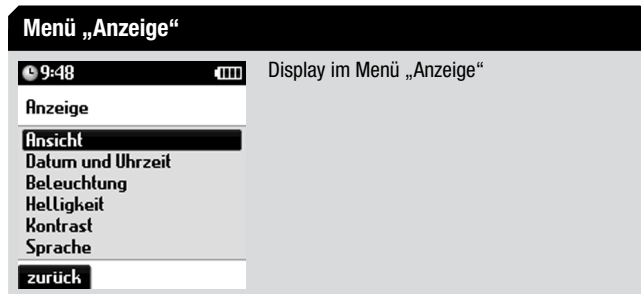 Menü „Anzeige“
9:48
Anzeige
Ansicht
Datum und Uhrzeit
Beleuchtung
Helligkeit
Kontrast
Sprache
zurück
Display im Menü „Anzeige“